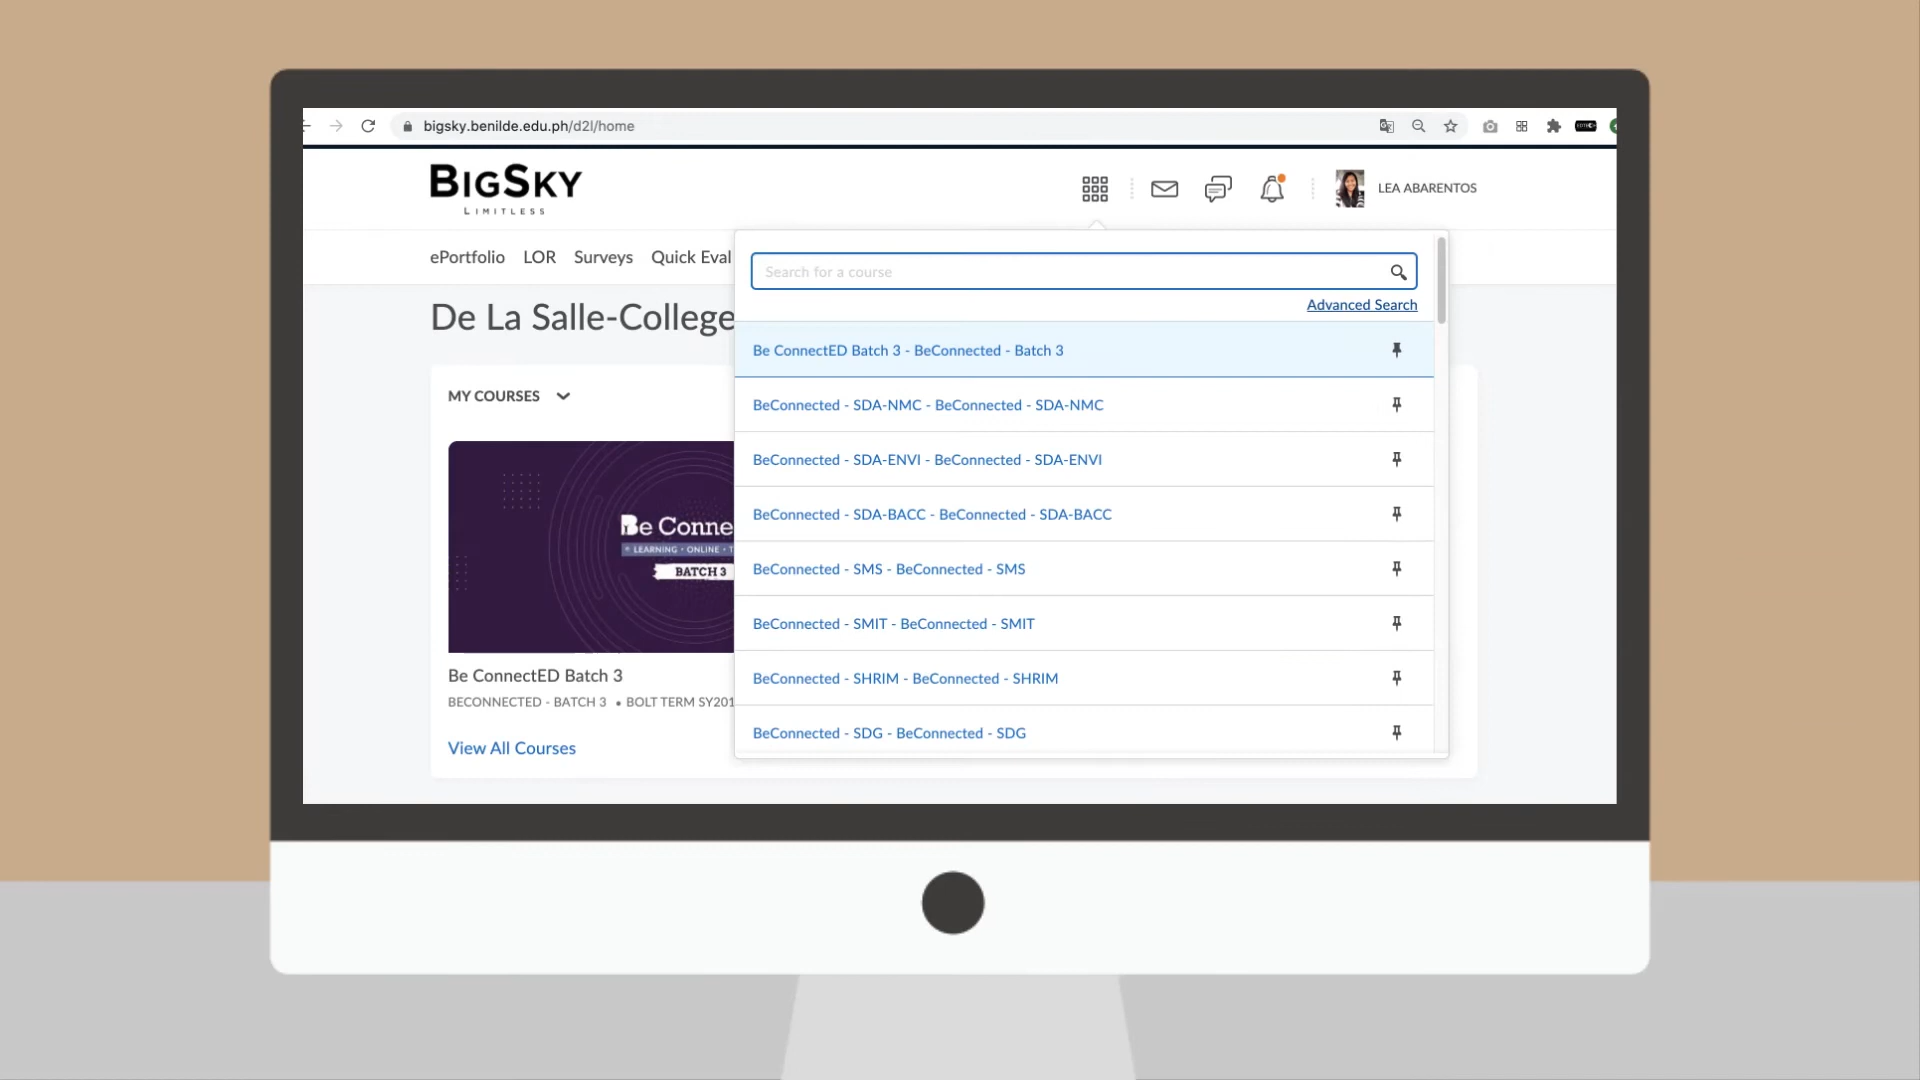 bigsky.benilde.edu.ph/d2l/home
BIGSKY
LIMITLESS
LEA ABARENTOS
ePortfolio LOR Surveys Quick Eval
Search for a course
Advanced Search
De La Salle-College
Be ConnectED Batch 3 - BeConnected - Batch 3
MY COURSES
BeConnected - SDA-NMC - BeConnected - SDA-NMC
BeConnected - SDA-ENVI - BeConnected - SDA-ENVI
BeConnected - SDA-BACC - BeConnected - SDA-BACC
Be Conne
LEARNING • ONLINE • T
BATCH 3
BeConnected - SMS - BeConnected - SMS
BeConnected - SMIT - BeConnected - SMIT
BeConnected - SHRIM - BeConnected - SHRIM
BeConnected - SDG - BeConnected - SDG
Be ConnectED Batch 3
BECONNECTED - BATCH 3 • BOLT TERM SY201
View All Courses